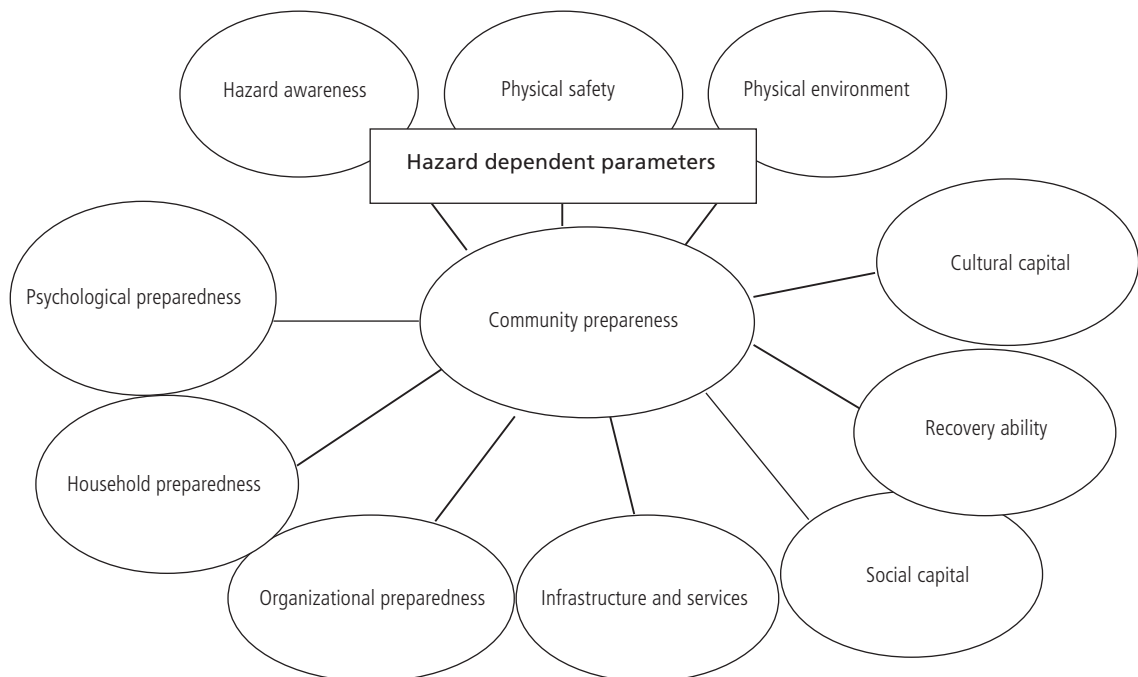 Hazard awareness
Physical safety
Physical environment
Hazard dependent parameters
Cultural capital
Psychological preparedness
Community prepareness
Recovery ability
Household preparedness
Social capital
Organizational preparedness
Infrastructure and services